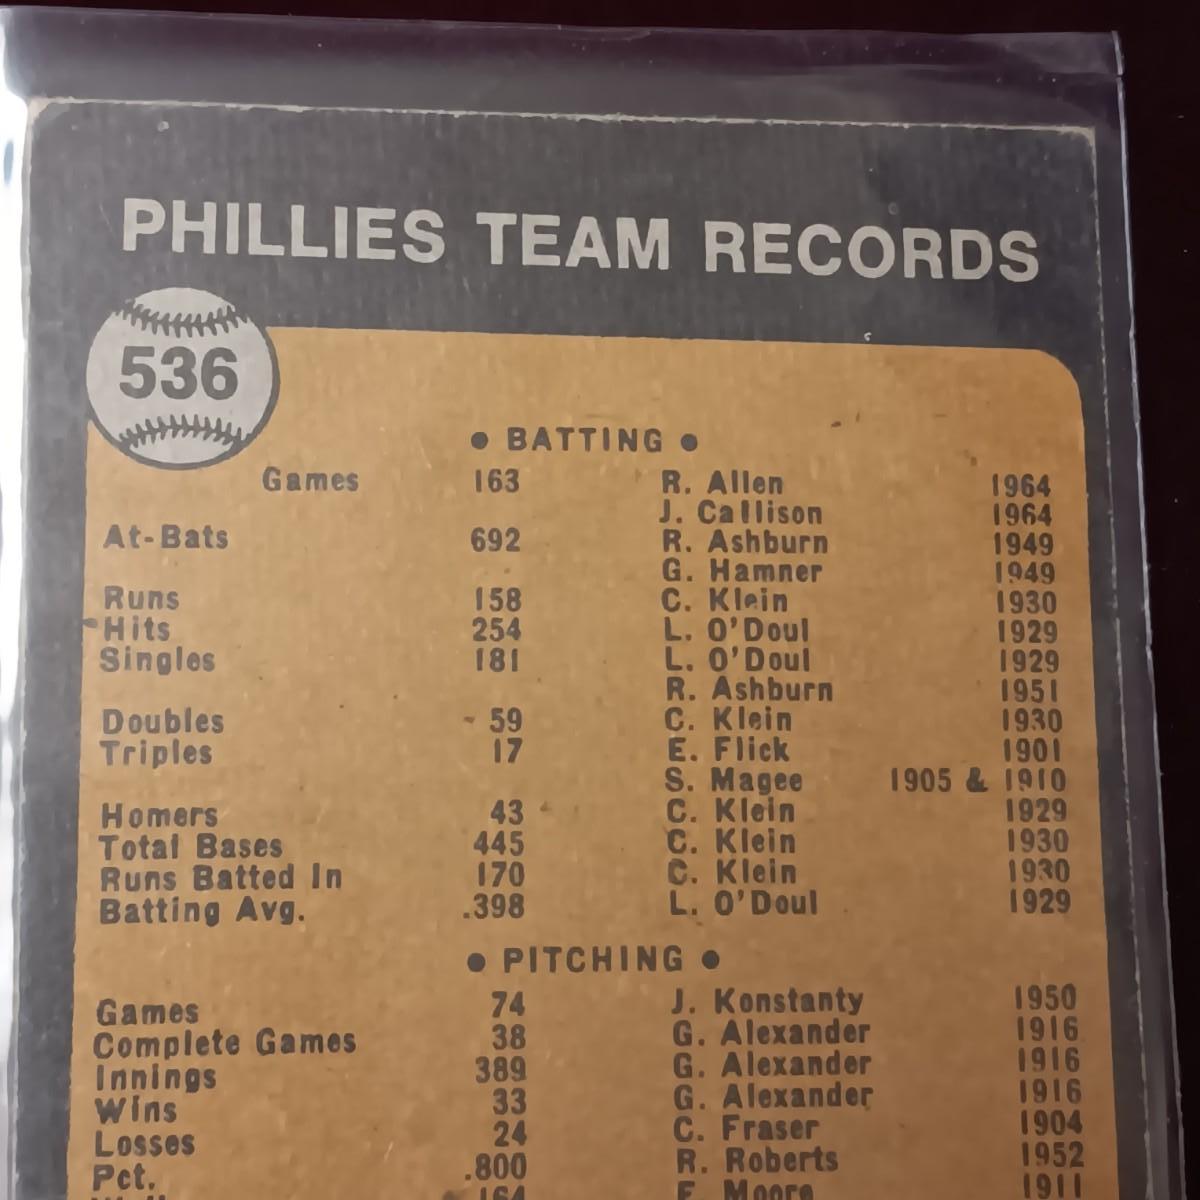 PHILLIES TEAM RECORDS
536
• BATTING •
Games 163 R. Allen 1964
J. Callison 1964
At-Bats 692 R. Ashburn 1949
G. Hamner 1949
Runs 158 C. Klein 1930
Hits 254 L. O'Doul 1929
Singles 181 L. O'Doul 1929
R. Ashburn 1951
Doubles 59 C. Klein 1930
Triples 17 E. Flick 1901
S. Magee 1905 & 1910
Homers 43 C. Klein 1929
Total Bases 445 C. Klein 1930
Runs Batted In 170 C. Klein 1930
Batting Avg. .398 L. O'Doul 1929
• PITCHING •
Games 74 J. Konstanty 1950
Complete Games 38 G. Alexander 1916
Innings 389 G. Alexander 1916
Wins 33 G. Alexander 1916
Losses 24 C. Fraser 1904
Pct. .800 R. Roberts 1952
164 Moore 1911